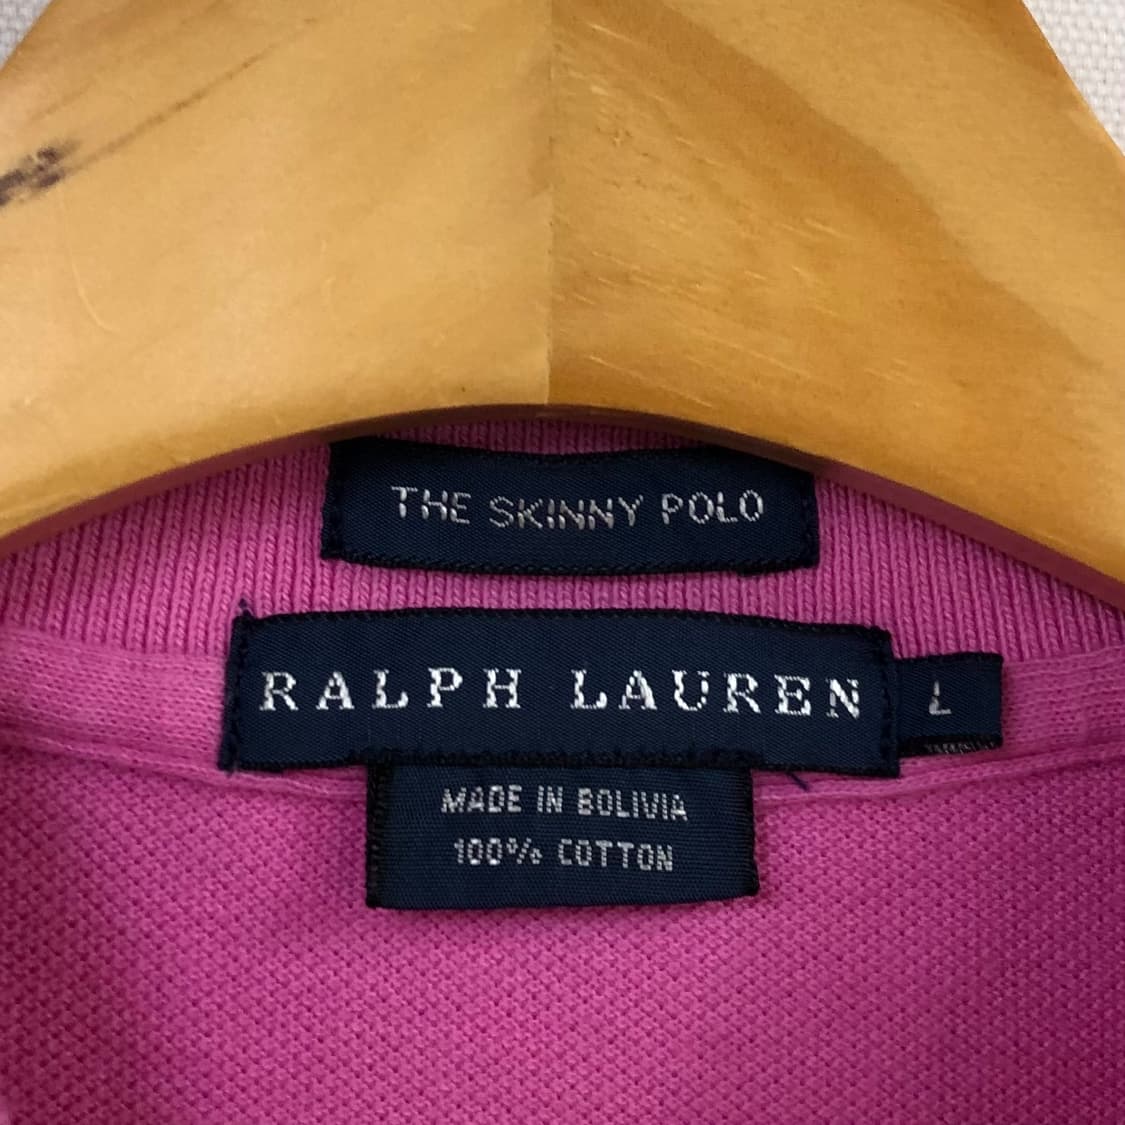 THE SKINNY POLO
RALPH LAUREN
L
MADE IN BOLIVIA
100% COTTON